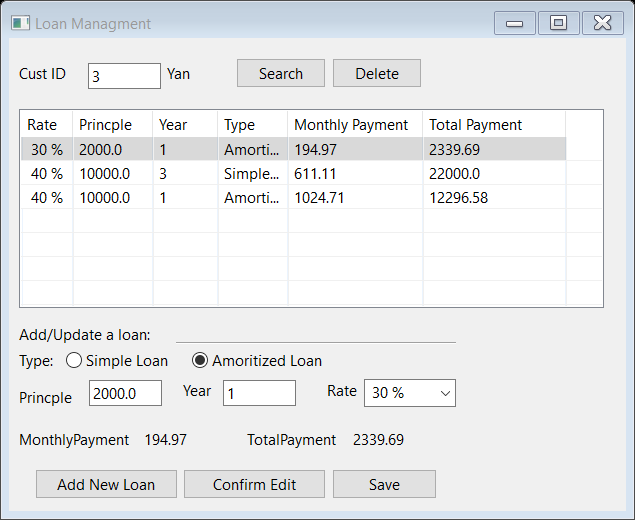 Loan Managment
Cust ID 3 Yan Search Delete
Rate Princple Year Type Monthly Payment Total Payment
30 % 2000.0 1 Amorti... 194.97 2339.69
40 % 10000.0 3 Simple... 611.11 22000.0
40 % 10000.0 1 Amorti... 1024.71 12296.58
Add/Update a loan:
Type: Simple Loan Amoritized Loan
Princple 2000.0 Year 1 Rate 30 %
MonthlyPayment 194.97 TotalPayment 2339.69
Add New Loan Confirm Edit Save